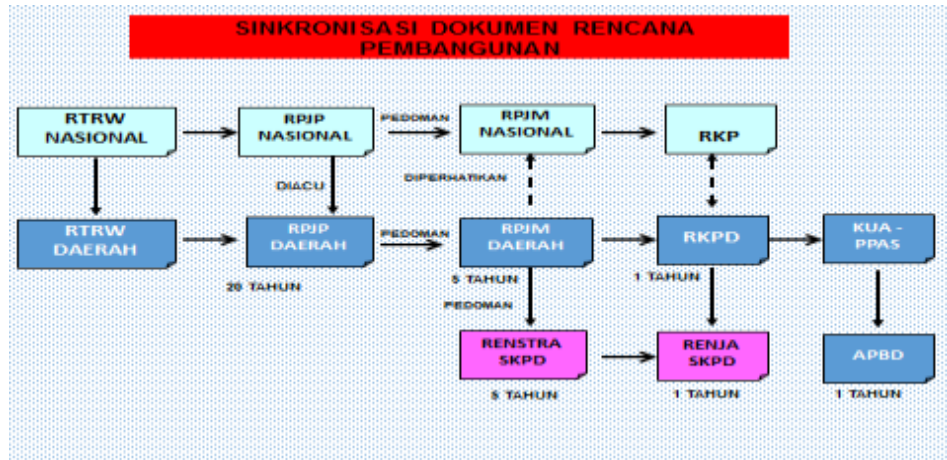 SINKRONISASI DOKUMEN RENCANA
PEMBANGUNAN
RTRW
NASIONAL
RPJP
NASIONAL
PEDOMAN
RPJM
NASIONAL
RKP
DIACU
DIPERHATIKAN
RTRW
DAERAH
RPJP
DAERAH
PEDOMAN
RPJM
DAERAH
RKPD
KUA -
PPAS
20 TAHUN
5 TAHUN
1 TAHUN
PEDOMAN
RENSTRA
SKPD
RENJA
SKPD
APBD
5 TAHUN
1 TAHUN
1 TAHUN